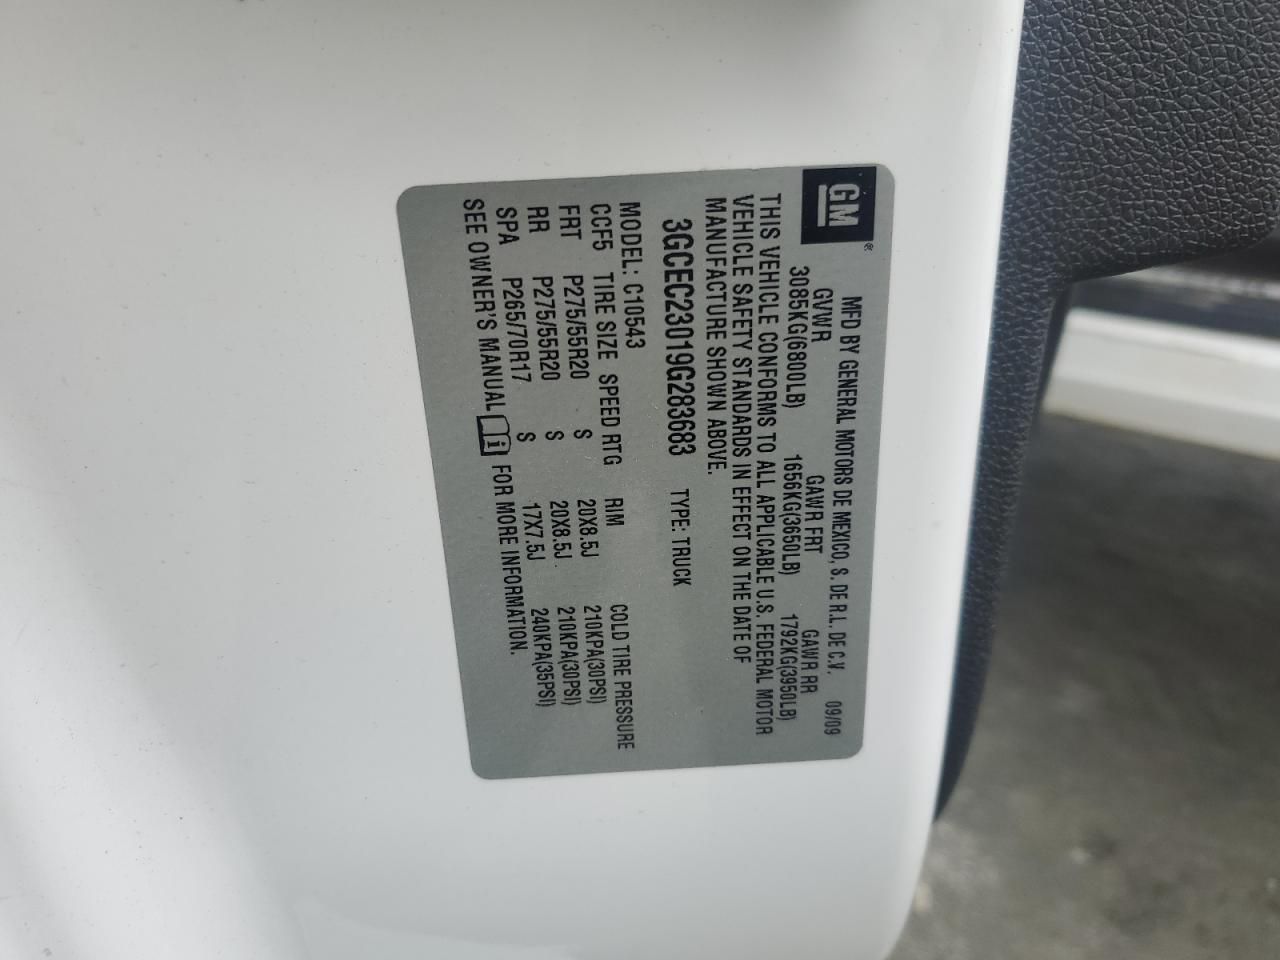 GM ®
MFD BY GENERAL MOTORS DE MEXICO, S. DE R.L. DE C.V. 09/09
GVWR GAWR FRT GAWR RR
3085KG(6800LB) 1656KG(3650LB) 1792KG(3950LB)
THIS VEHICLE CONFORMS TO ALL APPLICABLE U.S. FEDERAL MOTOR
VEHICLE SAFETY STANDARDS IN EFFECT ON THE DATE OF
MANUFACTURE SHOWN ABOVE.
3GCEC23019G283683 TYPE: TRUCK
MODEL: C10543
CCF5 TIRE SIZE SPEED RTG RIM COLD TIRE PRESSURE
FRT P275/55R20 S 20X8.5J 210KPA(30PSI)
RR P275/55R20 S 20X8.5J 210KPA(30PSI)
SPA P265/70R17 S 17X7.5J 240KPA(35PSI)
SEE OWNER'S MANUAL i FOR MORE INFORMATION.